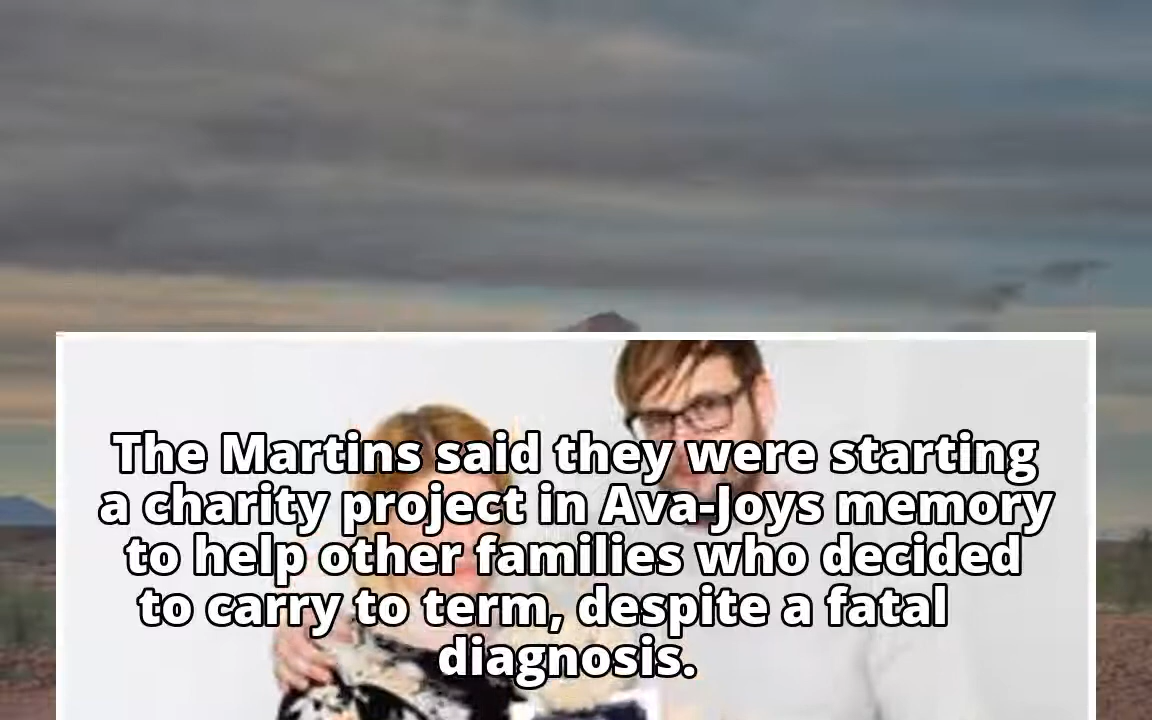 The Martins said they were starting
a charity project in Ava-Joys memory
to help other families who decided
to carry to term, despite a fatal
diagnosis.